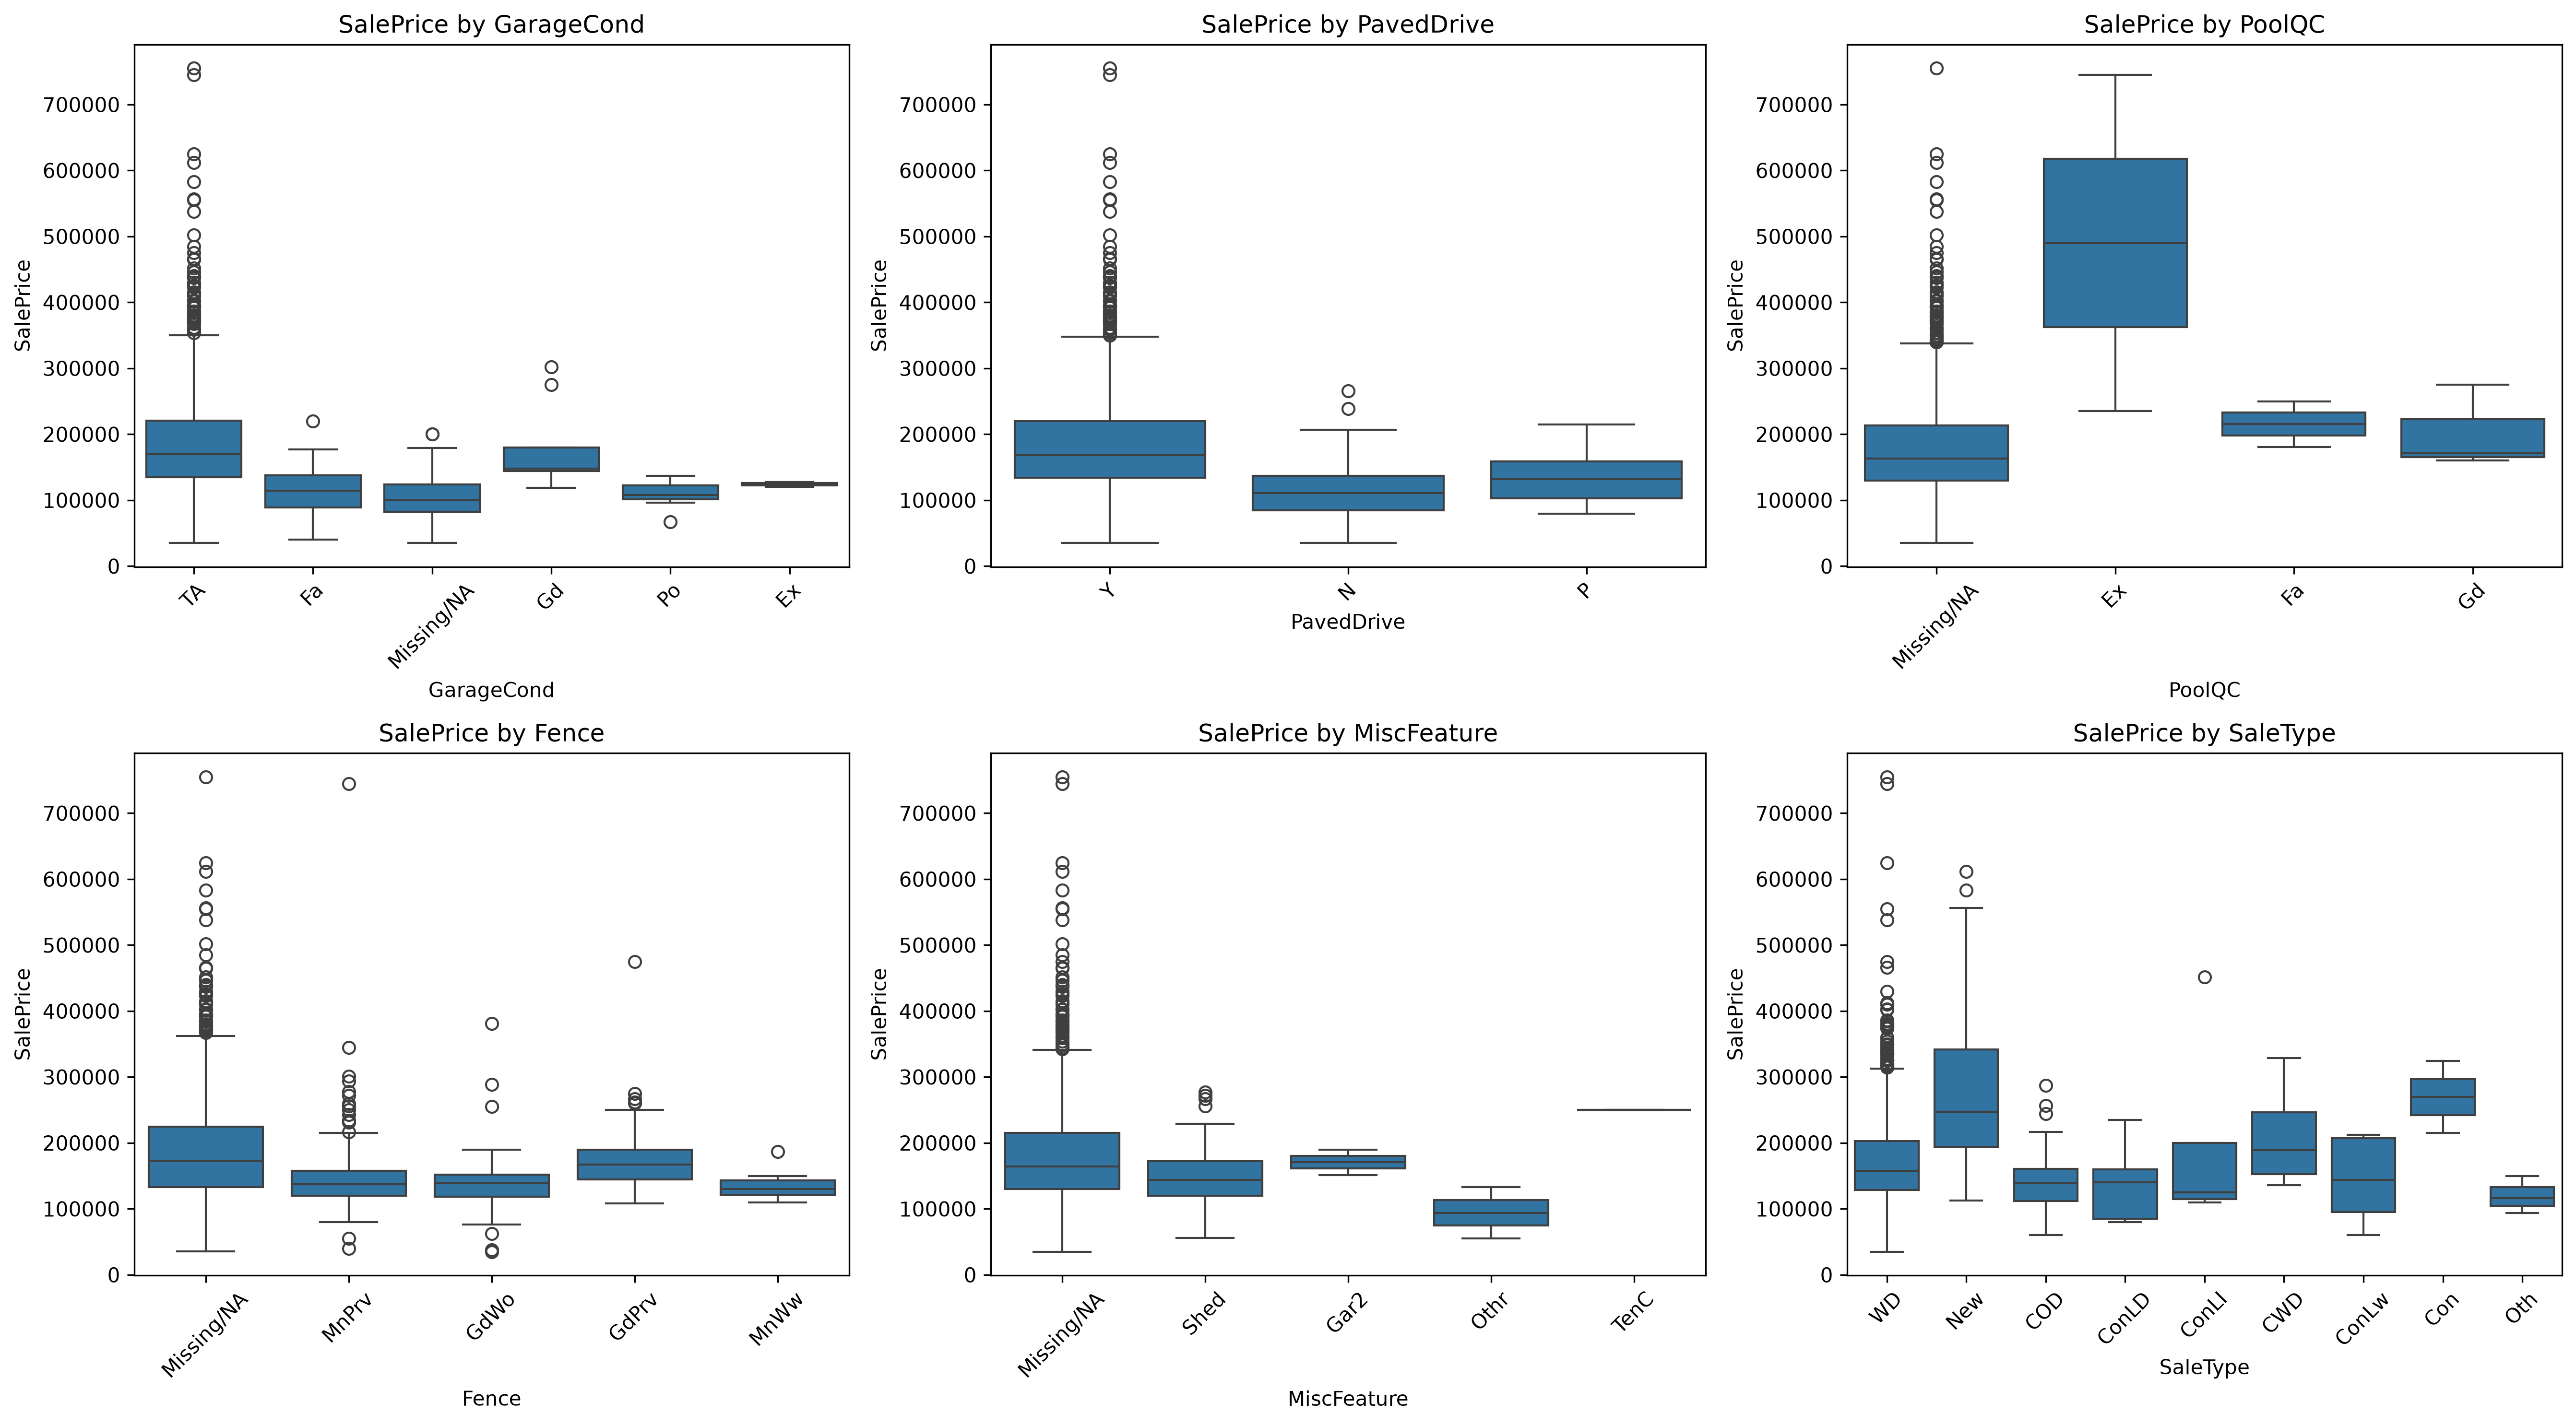 SalePrice by GarageCond
SalePrice
700000
600000
500000
400000
300000
200000
100000
0
TA
Fa
Missing/NA
Gd
Po
Ex
GarageCond
SalePrice by PavedDrive
SalePrice
700000
600000
500000
400000
300000
200000
100000
0
Y
N
P
PavedDrive
SalePrice by PoolQC
SalePrice
700000
600000
500000
400000
300000
200000
100000
0
Missing/NA
Ex
Fa
Gd
PoolQC
SalePrice by Fence
SalePrice
700000
600000
500000
400000
300000
200000
100000
0
Missing/NA
MnPrv
GdWo
GdPrv
MnWw
Fence
SalePrice by MiscFeature
SalePrice
700000
600000
500000
400000
300000
200000
100000
0
Missing/NA
Shed
Gar2
Othr
TenC
MiscFeature
SalePrice by SaleType
SalePrice
700000
600000
500000
400000
300000
200000
100000
0
WD
New
COD
ConLD
ConLI
CWD
ConLw
Con
Oth
SaleType